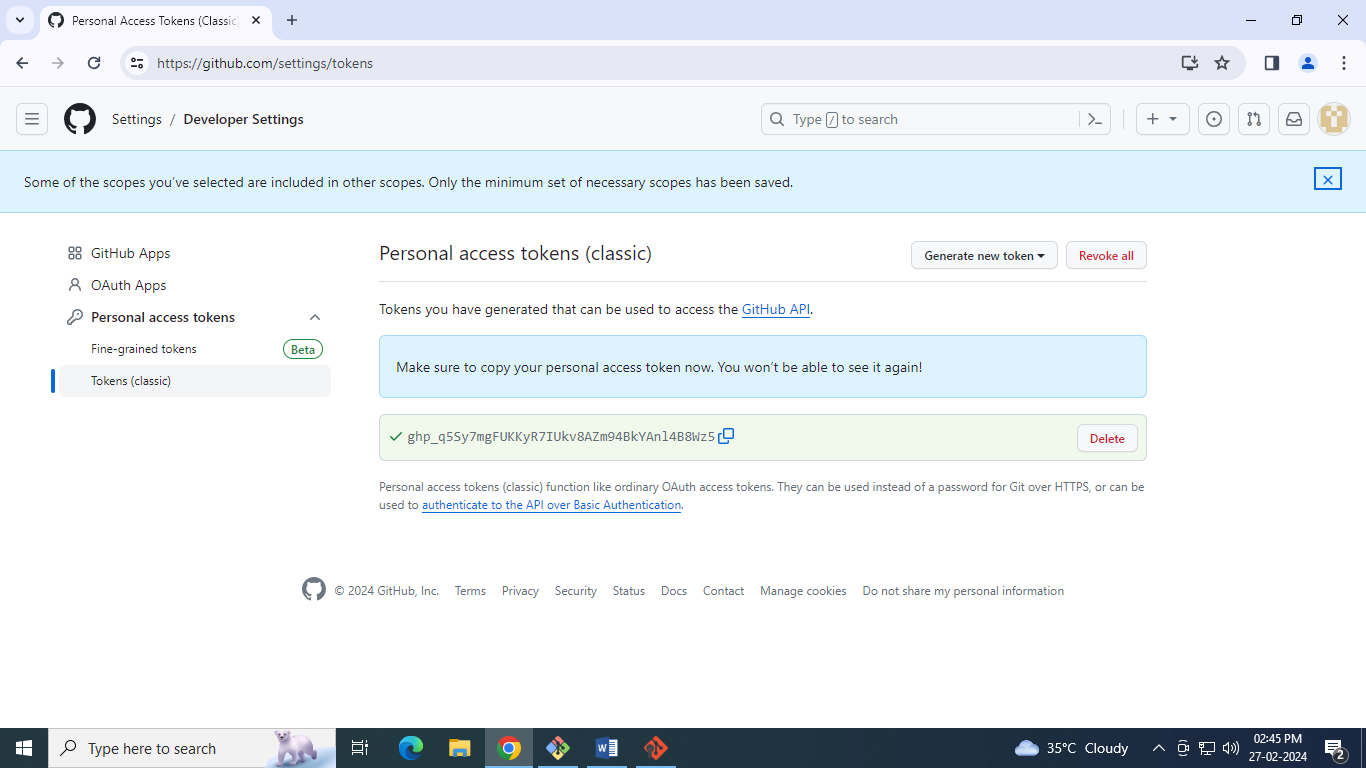 Personal Access Tokens (Classic)
https://github.com/settings/tokens
Settings / Developer Settings
Type / to search
Some of the scopes you've selected are included in other scopes. Only the minimum set of necessary scopes has been saved.
GitHub Apps
OAuth Apps
Personal access tokens
Fine-grained tokens Beta
Tokens (classic)
Personal access tokens (classic)
Generate new token
Revoke all
Tokens you have generated that can be used to access the GitHub API.
Make sure to copy your personal access token now. You won't be able to see it again!
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
Delete
Personal access tokens (classic) function like ordinary OAuth access tokens. They can be used instead of a password for Git over HTTPS, or can be
used to authenticate to the API over Basic Authentication.
© 2024 GitHub, Inc. Terms Privacy Security Status Docs Contact Manage cookies Do not share my personal information
Type here to search
35°C Cloudy
02:45 PM
27-02-2024
2